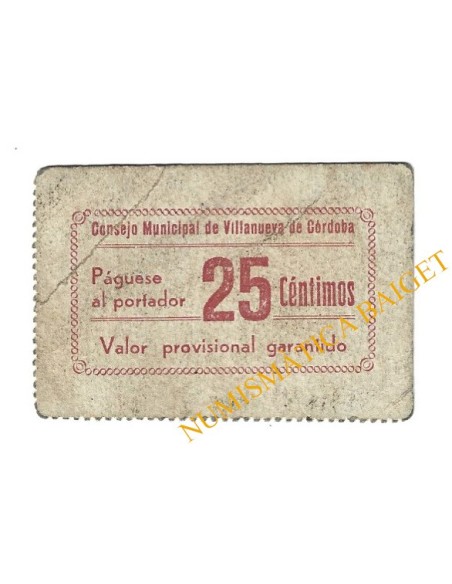 Consejo Municipal de Villanueva de Córdoba
Páguese
al portador
25 Céntimos
Valor provisional garantido
NUMISMATICA BAIGET